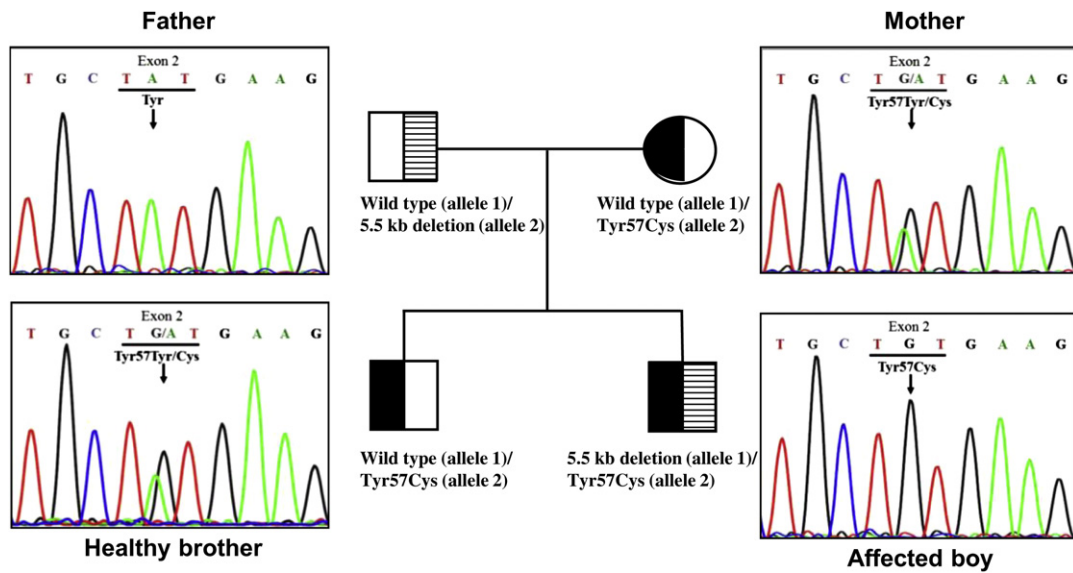 Father
Mother
Exon 2
T G C T A T G A A G
Tyr
Exon 2
T G C T G/A T G A A G
Tyr57Tyr/Cys
Wild type (allele 1)/
5.5 kb deletion (allele 2)
Wild type (allele 1)/
Tyr57Cys (allele 2)
Exon 2
T G C T G/A T G A A G
Tyr57Tyr/Cys
Exon 2
T G C T G T G A A G
Tyr57Cys
Wild type (allele 1)/
Tyr57Cys (allele 2)
5.5 kb deletion (allele 1)/
Tyr57Cys (allele 2)
Healthy brother
Affected boy